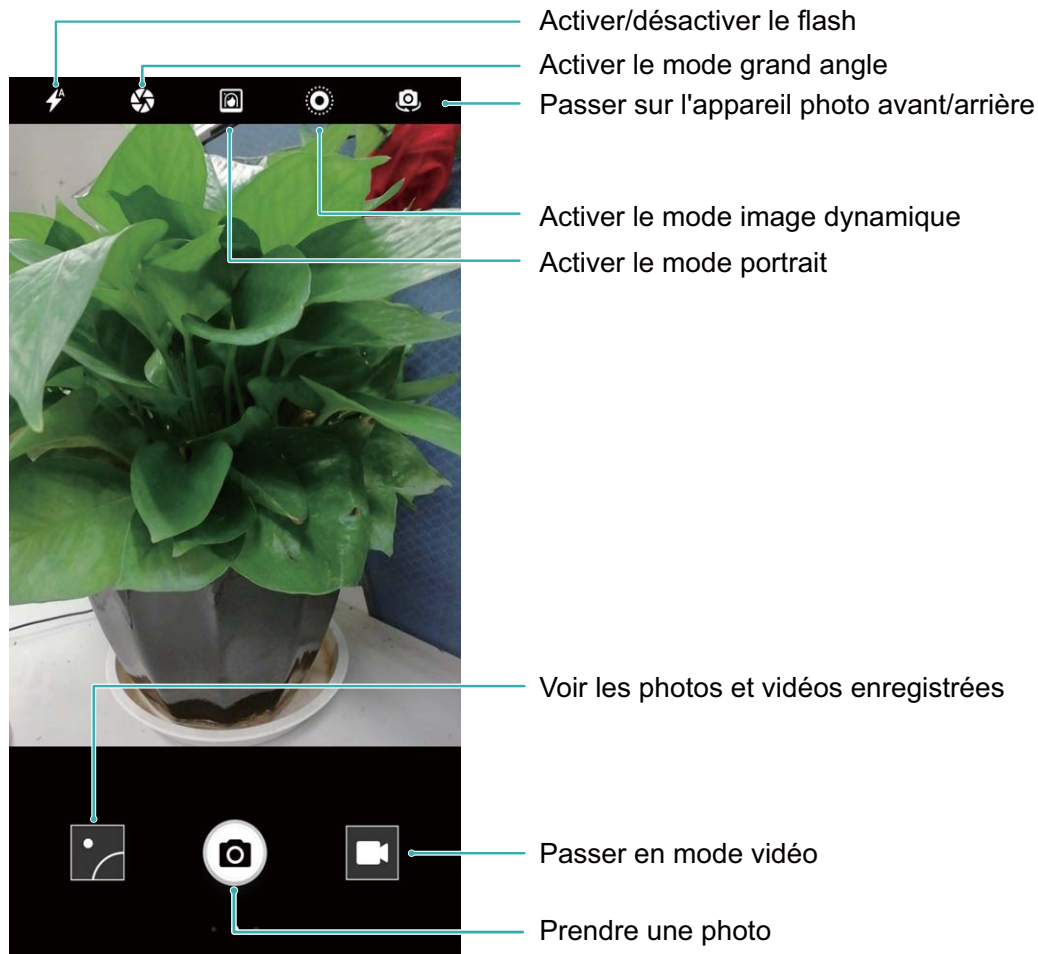 Activer/désactiver le flash
Activer le mode grand angle
Passer sur l'appareil photo avant/arrière
Activer le mode image dynamique
Activer le mode portrait
Voir les photos et vidéos enregistrées
Passer en mode vidéo
Prendre une photo
A